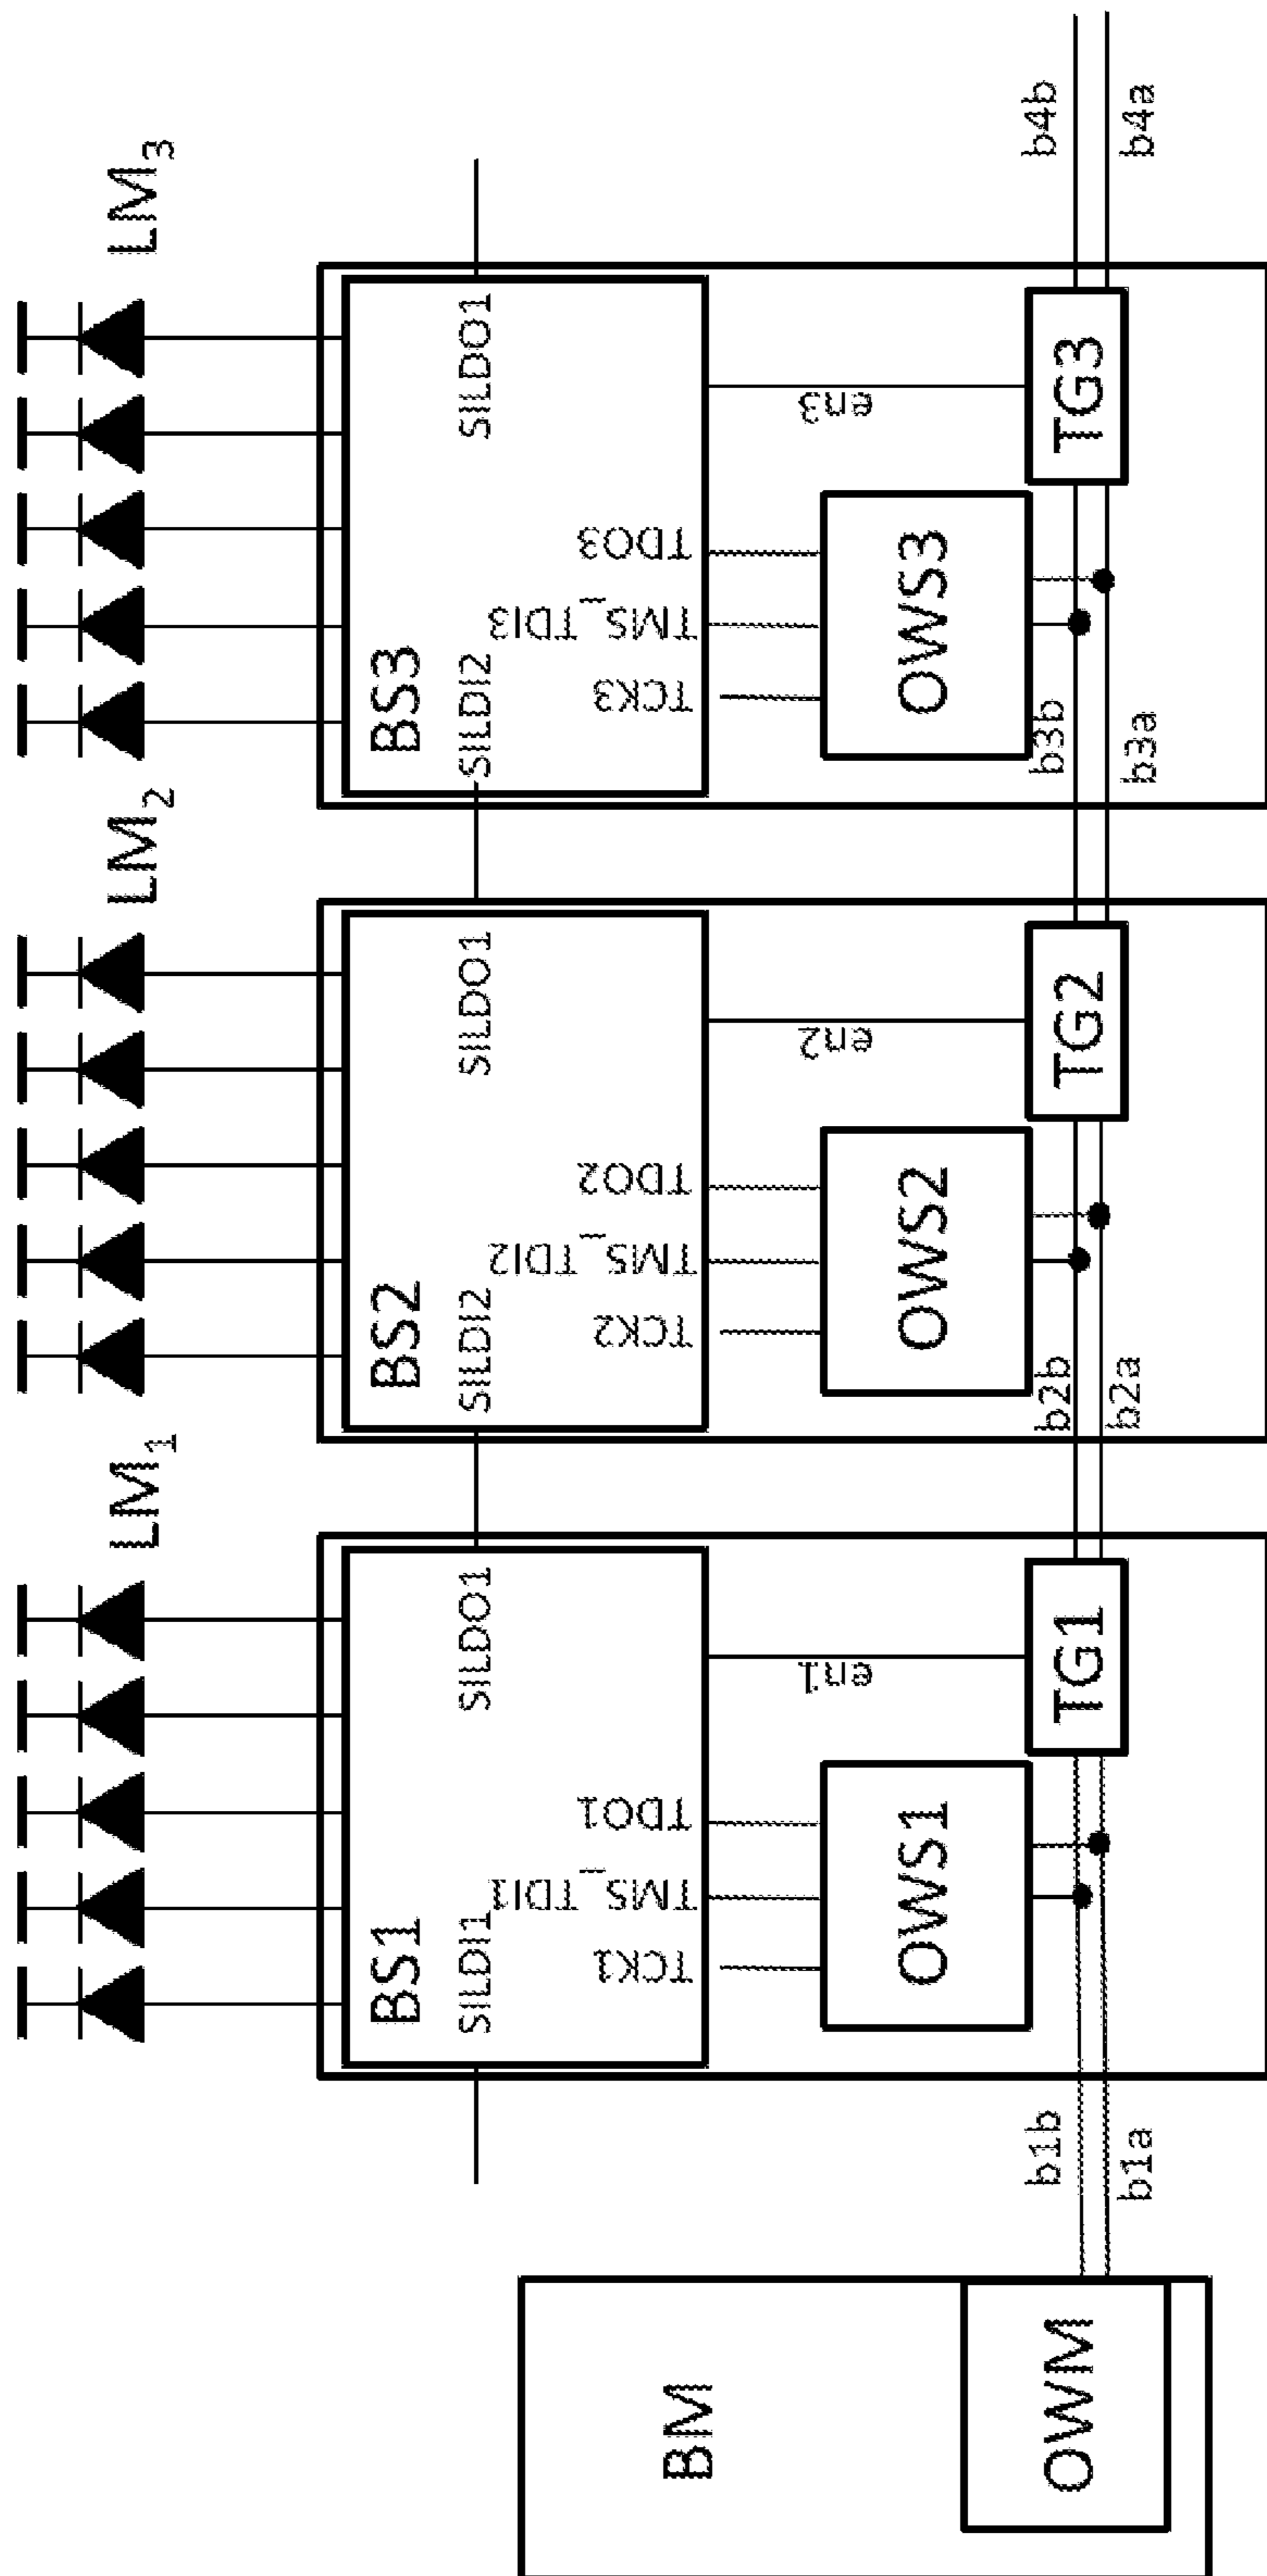 LM₁
LM₂
LM₃
BS1
SILDI1
SILDO1
TCK1
TMS_TDI1
TDO1
en1
OWS1
TG1
BS2
SILDI2
SILDO1
TCK2
TMS_TDI2
TDO2
en2
OWS2
TG2
BS3
SILDI2
SILDO1
TCK3
TMS_TDI3
TDO3
en3
OWS3
TG3
BM
OWM
b1b
b1a
b2b
b2a
b3b
b3a
b4b
b4a